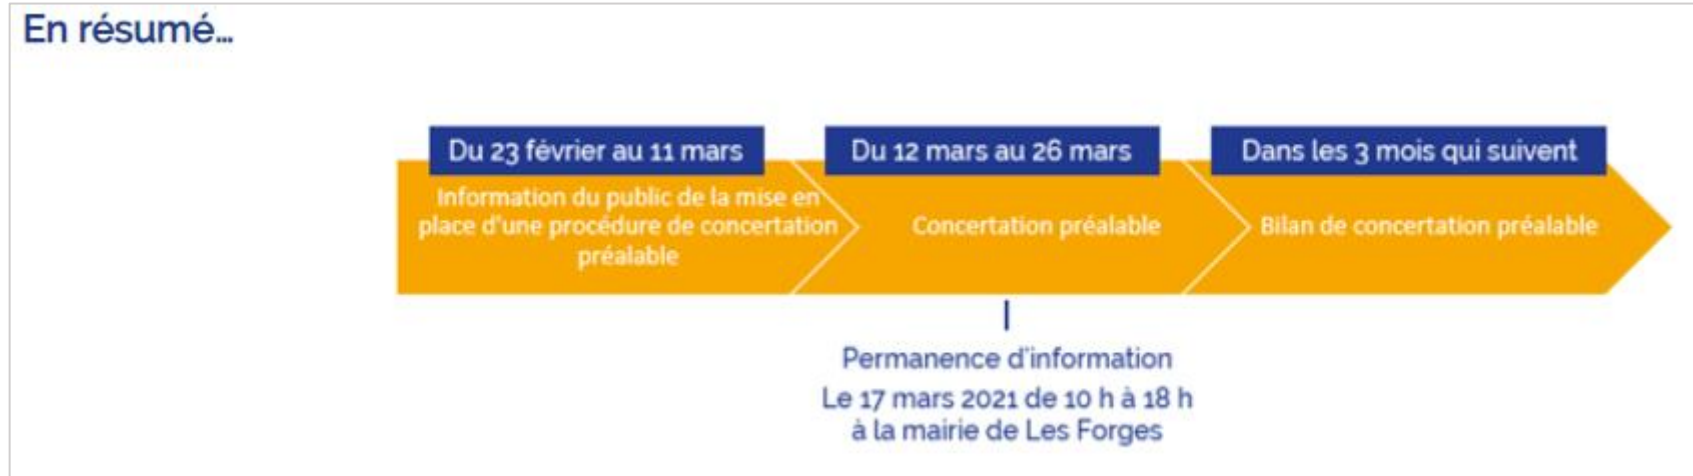 En résumé...
Du 23 février au 11 mars
Information du public de la mise en
place d'une procédure de concertation
préalable
Du 12 mars au 26 mars
Concertation préalable
Dans les 3 mois qui suivent
Bilan de concertation préalable
Permanence d'information
Le 17 mars 2021 de 10 h à 18 h
à la mairie de Les Forges